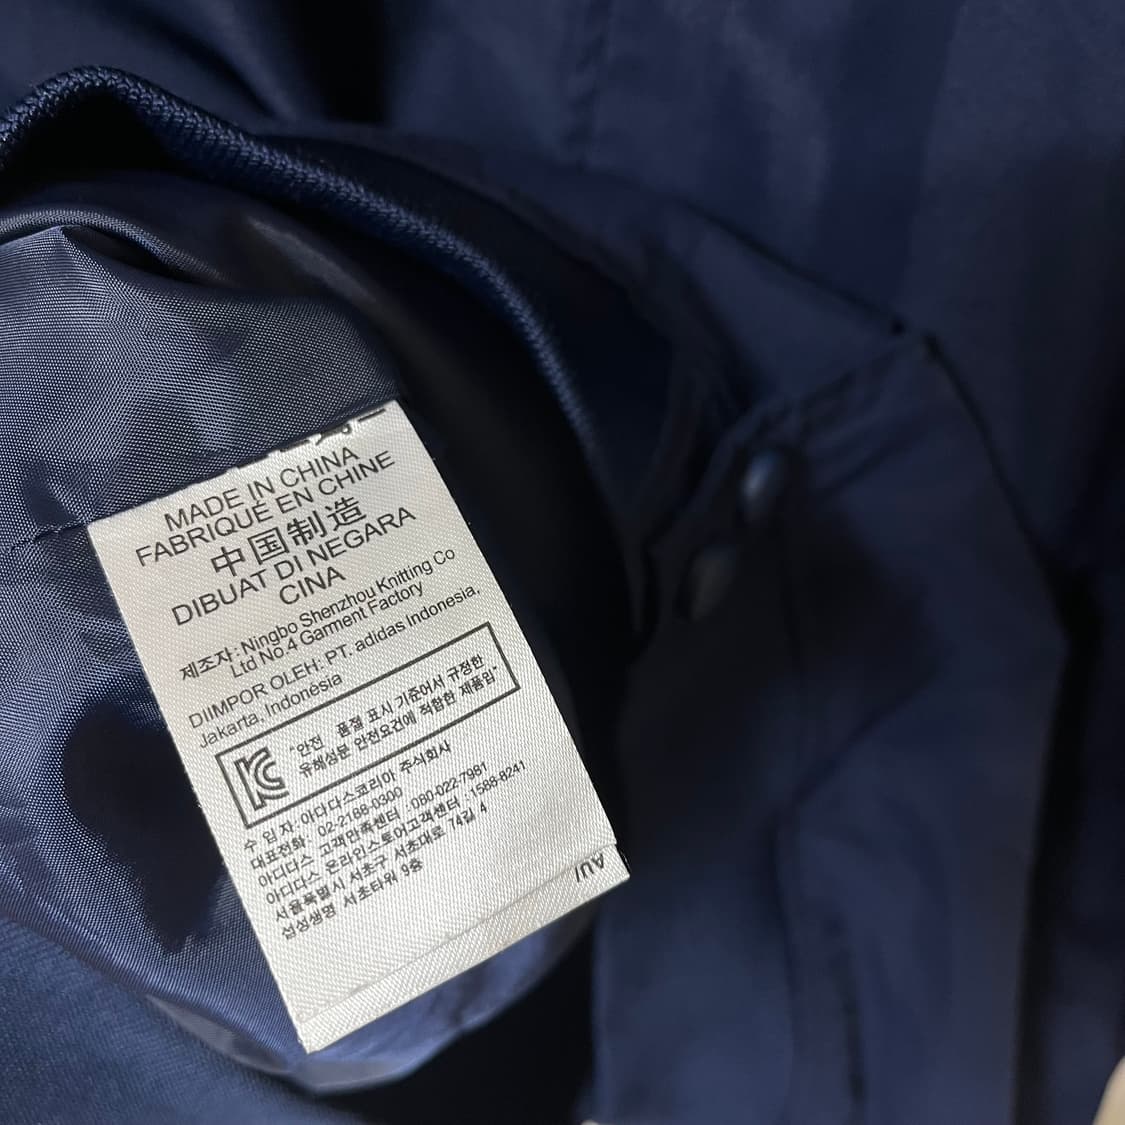 MADE IN CHINA
FABRIQUÉ EN CHINE
中国制造
DIBUAT DI NEGARA
CINA
제조자: Ningbo Shenzhou Knitting Co
Ltd No.4 Garment Factory
DIIMPOR OLEH: PT. adidas Indonesia,
Jakarta, Indonesia
"안전 품질 표시 기준어서 규정한
유해성분 안전요건에 적합한 제품임"
수 입 자: 아디다스코리아 주식회사
대표전화: 02-2188-0300
아디다스 고객만족센터 : 080-022-7981
아디다스 온라인스토어고객센터 : 1588-8241
서울특별시 서초구 서초대로 74길 4
섬성생명 서초타워 9층